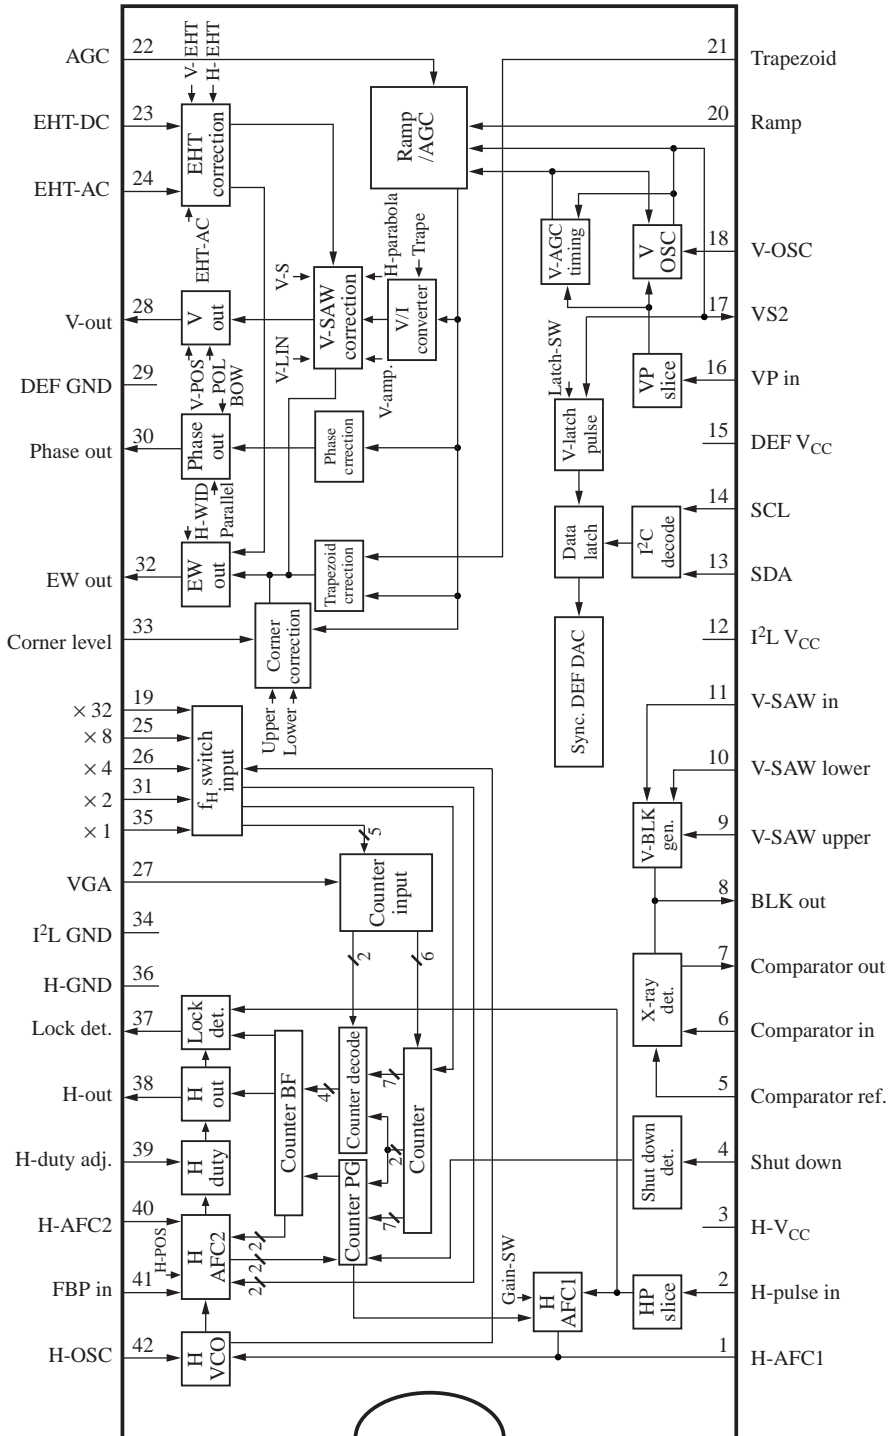 AGC
22
EHT-DC
23
EHT-AC
24
V-out
28
DEF GND
29
Phase out
30
EW out
32
Corner level
33
× 32
19
× 8
25
× 4
26
× 2
31
× 1
35
VGA
27
I²L GND
34
H-GND
36
Lock det.
37
H-out
38
H-duty adj.
39
H-AFC2
40
FBP in
41
H-OSC
42
V- EHT
H- EHT
EHT
correction
EHT-AC
V
out
V-POS
POL
BOW
Phase
out
H-WID
Parallel
EW
out
Ramp
/AGC
V-S
V-SAW
correction
V-LIN
V-amp.
H-parabola
Trape
V/I
converter
Phase
crrection
Trapezoid
crrection
Corner
correction
Upper
Lower
f_H switch
input
5
Counter
input
2
6
Lock
det.
H
out
H
duty
H
AFC2
H-POS
H
VCO
Counter BF
Counter decode
Counter PG
Counter
4
7
2
7
2
2
2
Gain-SW
H
AFC1
HP
slice
V-AGC
timing
V
OSC
VP
slice
Latch-SW
V-latch
pulse
Data
latch
I²C
decode
Sync. DEF DAC
V-BLK
gen.
X-ray
det.
Shut down
det.
21
Trapezoid
20
Ramp
18
V-OSC
17
VS2
16
VP in
15
DEF V_CC
14
SCL
13
SDA
12
I²L V_CC
11
V-SAW in
10
V-SAW lower
9
V-SAW upper
8
BLK out
7
Comparator out
6
Comparator in
5
Comparator ref.
4
Shut down
3
H-V_CC
2
H-pulse in
1
H-AFC1